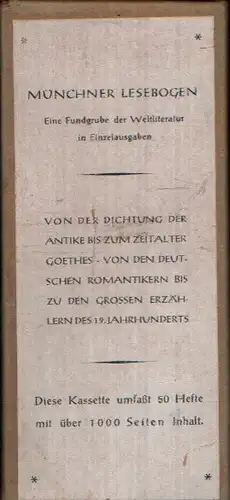 * *
MÜNCHNER LESEBOGEN
Eine Fundgrube der Weltliteratur
in Einzelausgaben
VON DER DICHTUNG DER
ANTIKE BIS ZUM ZEITALTER
GOETHES · VON DEN DEUT-
SCHEN ROMANTIKERN BIS
ZU DEN GROSSEN ERZÄH-
LERN DES 19. JAHRHUNDERTS
Diese Kassette umfaßt 50 Hefte
mit über 1000 Seiten Inhalt.
* *